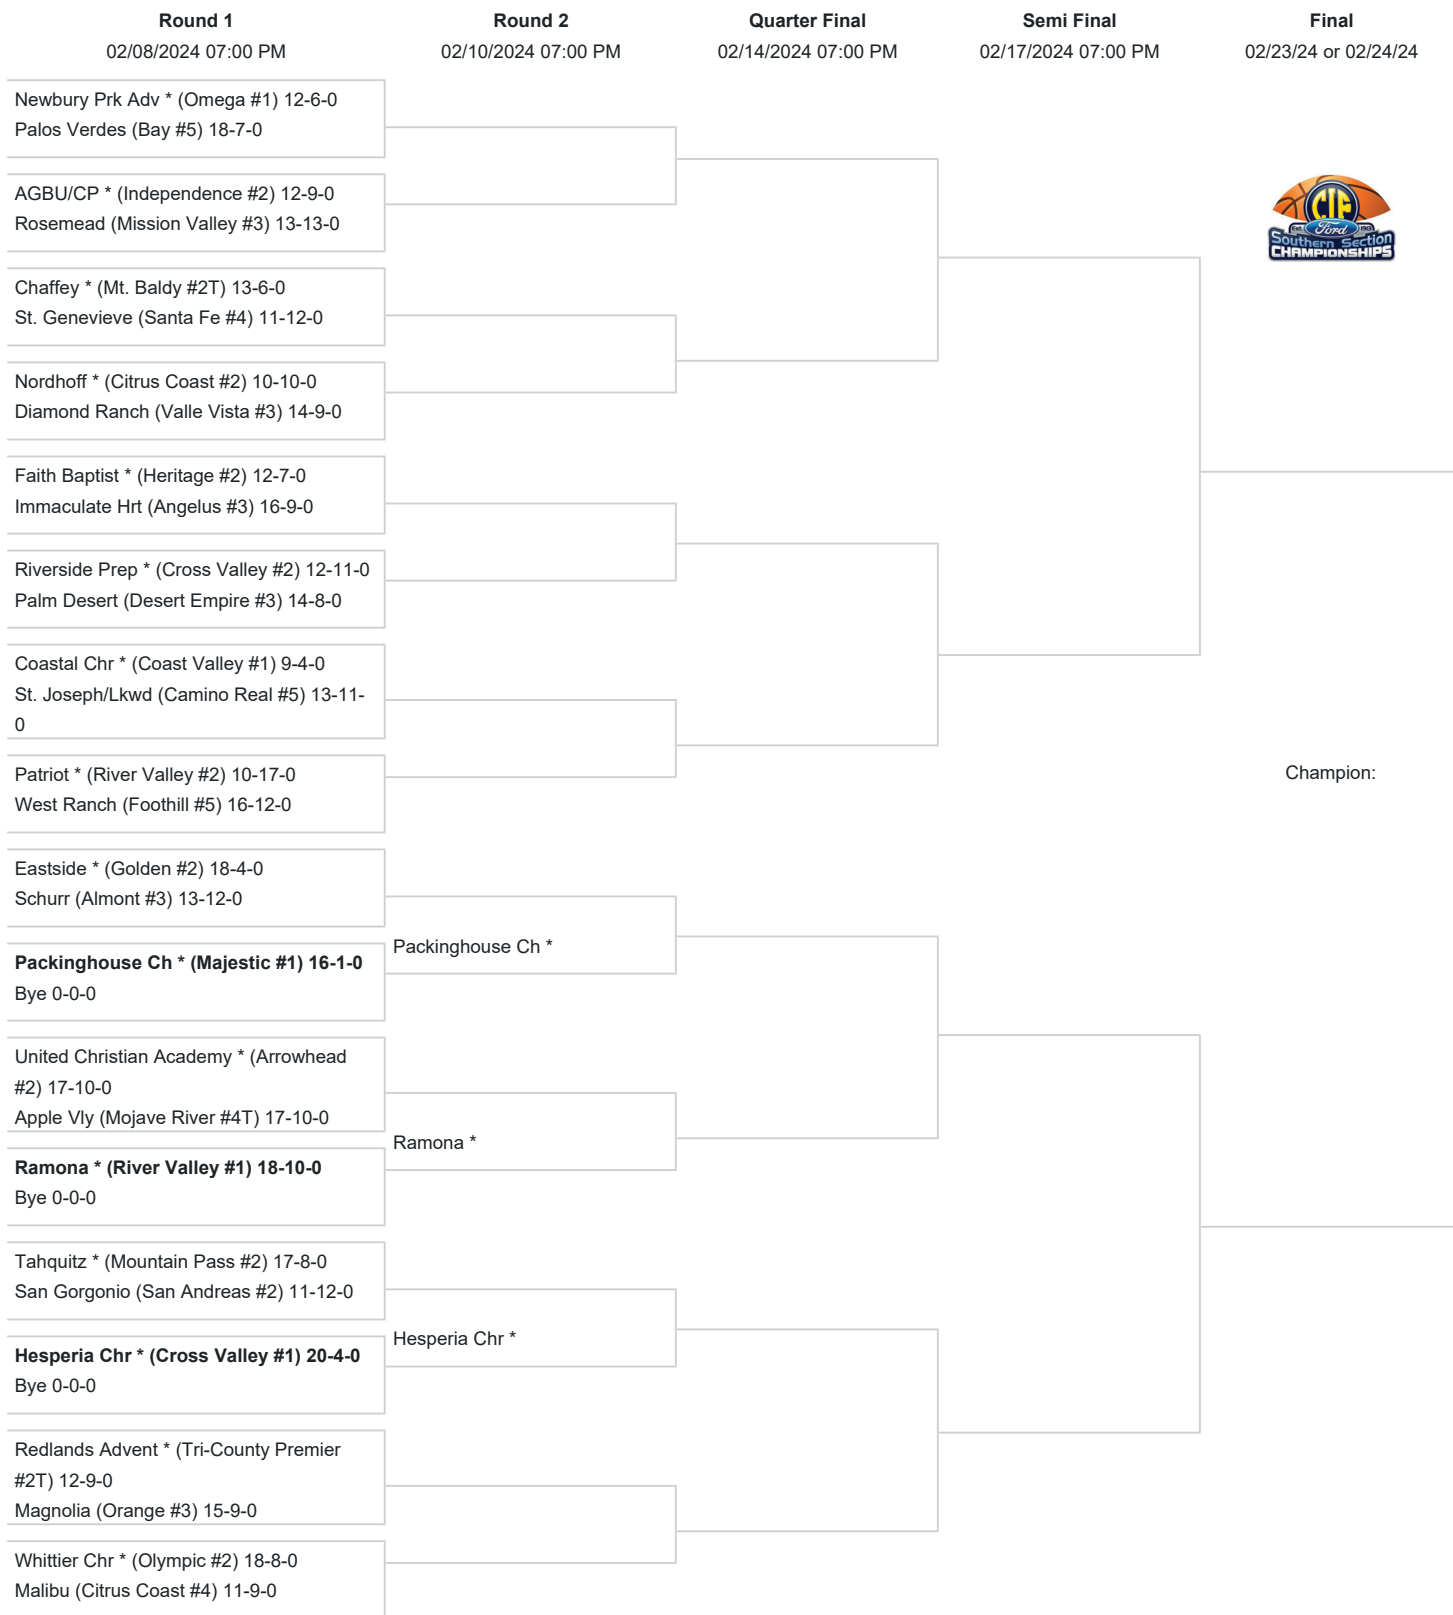 Round 1
02/08/2024 07:00 PM
Round 2
02/10/2024 07:00 PM
Quarter Final
02/14/2024 07:00 PM
Semi Final
02/17/2024 07:00 PM
Final
02/23/24 or 02/24/24
Newbury Prk Adv * (Omega #1) 12-6-0
Palos Verdes (Bay #5) 18-7-0
AGBU/CP * (Independence #2) 12-9-0
Rosemead (Mission Valley #3) 13-13-0
Chaffey * (Mt. Baldy #2T) 13-6-0
St. Genevieve (Santa Fe #4) 11-12-0
Nordhoff * (Citrus Coast #2) 10-10-0
Diamond Ranch (Valle Vista #3) 14-9-0
Faith Baptist * (Heritage #2) 12-7-0
Immaculate Hrt (Angelus #3) 16-9-0
Riverside Prep * (Cross Valley #2) 12-11-0
Palm Desert (Desert Empire #3) 14-8-0
Coastal Chr * (Coast Valley #1) 9-4-0
St. Joseph/Lkwd (Camino Real #5) 13-11-
0
Patriot * (River Valley #2) 10-17-0
West Ranch (Foothill #5) 16-12-0
Eastside * (Golden #2) 18-4-0
Schurr (Almont #3) 13-12-0
Packinghouse Ch * (Majestic #1) 16-1-0
Bye 0-0-0
United Christian Academy * (Arrowhead
#2) 17-10-0
Apple Vly (Mojave River #4T) 17-10-0
Ramona * (River Valley #1) 18-10-0
Bye 0-0-0
Tahquitz * (Mountain Pass #2) 17-8-0
San Gorgonio (San Andreas #2) 11-12-0
Hesperia Chr * (Cross Valley #1) 20-4-0
Bye 0-0-0
Redlands Advent * (Tri-County Premier
#2T) 12-9-0
Magnolia (Orange #3) 15-9-0
Whittier Chr * (Olympic #2) 18-8-0
Malibu (Citrus Coast #4) 11-9-0
Packinghouse Ch *
Ramona *
Hesperia Chr *
CIF
Est.
Ford
Southern Section
CHAMPIONSHIPS
Champion: